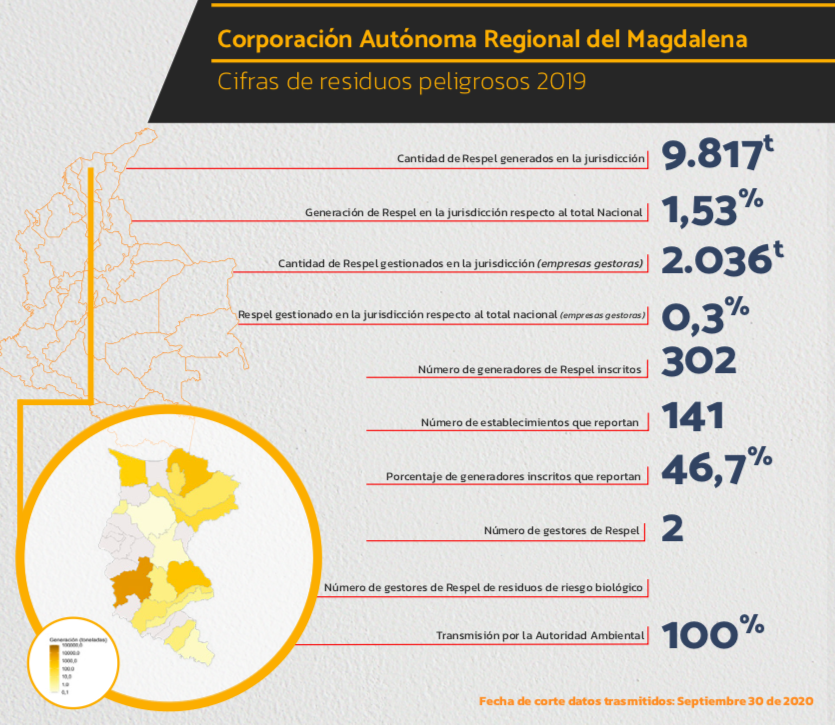 Corporación Autónoma Regional del Magdalena
Cifras de residuos peligrosos 2019
Cantidad de Respel generados en la jurisdicción 9.817t
Generación de Respel en la jurisdicción respecto al total Nacional 1,53%
Cantidad de Respel gestionados en la jurisdicción (empresas gestoras) 2.036t
Respel gestionado en la jurisdicción respecto al total nacional (empresas gestoras) 0,3%
Número de generadores de Respel inscritos 302
Número de establecimientos que reportan 141
Porcentaje de generadores inscritos que reportan 46,7%
Número de gestores de Respel 2
Número de gestores de Respel de residuos de riesgo biológico
Transmisión por la Autoridad Ambiental 100%
Generación (toneladas)
100000,0
10000,0
1000,0
100,0
10,0
1,0
0,1
Fecha de corte datos trasmitidos: Septiembre 30 de 2020